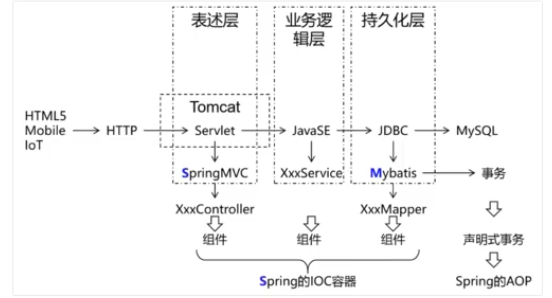 表述层
业务逻
辑层
持久化层
Tomcat
HTML5
Mobile
IoT
HTTP
Servlet
JavaSE
JDBC
MySQL
SpringMVC
XxxService
Mybatis
事务
XxxController
XxxMapper
组件
组件
组件
声明式事务
Spring的IOC容器
Spring的AOP